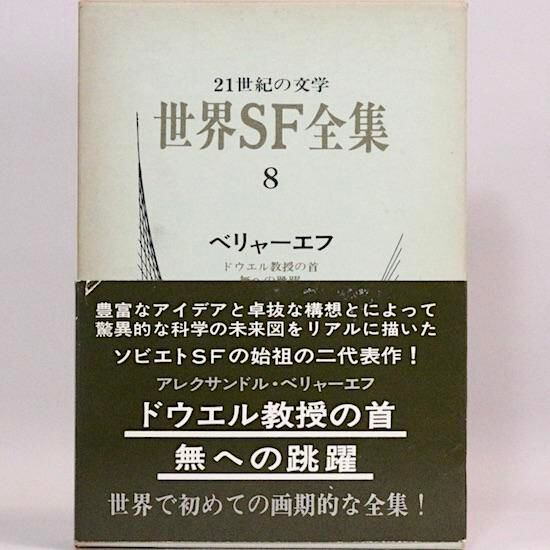 21世紀の文学
世界SF全集
8
ベリャーエフ
ドウエル教授の首
無への跳躍
豊富なアイデアと卓抜な構想とによって
驚異的な科学の未来図をリアルに描いた
ソビエトSFの始祖の二代表作！
アレクサンドル・ベリャーエフ
ドウエル教授の首
無への跳躍
世界で初めての画期的な全集！